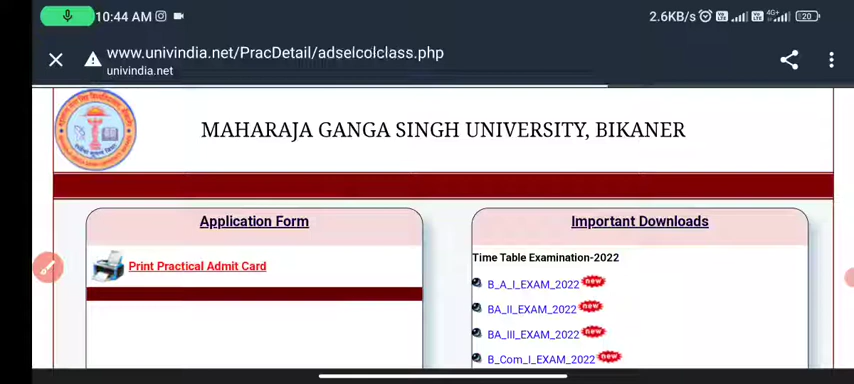 10:44 AM 2.6KB/s 4G+ 20
www.univindia.net/PracDetail/adselcolclass.php
univindia.net
MAHARAJA GANGA SINGH UNIVERSITY, BIKANER
Application Form
Print Practical Admit Card
Important Downloads
Time Table Examination-2022
B_A_I_EXAM_2022 new
BA_II_EXAM_2022 new
BA_III_EXAM_2022 new
B_Com_I_EXAM_2022 new